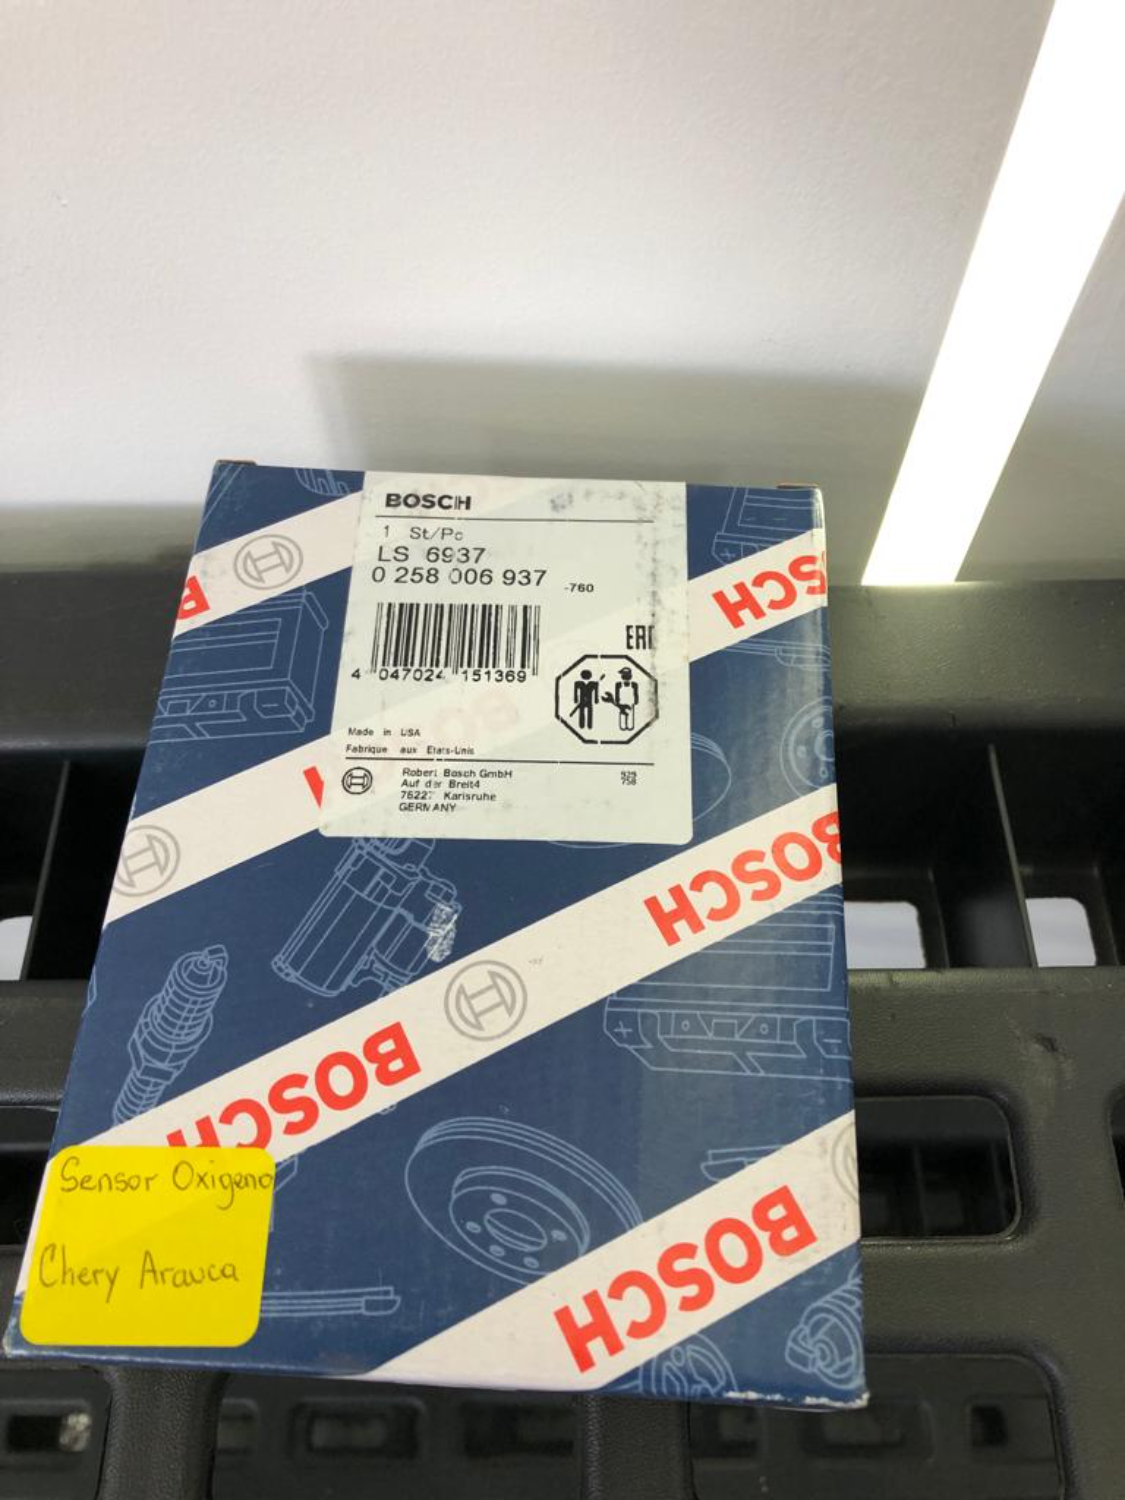 BOSCH
1 St/Pc
LS 6937
0 258 006 937 -760
4 047024 151369
EAC
Made in USA
Fabrique aux Etats-Unis
Robert Bosch GmbH
Auf der Breit4
76227 Karlsruhe
GERMANY
BOSCH
BOSCH
BOSCH
BOSCH
Sensor Oxigeno
Chery Arauca